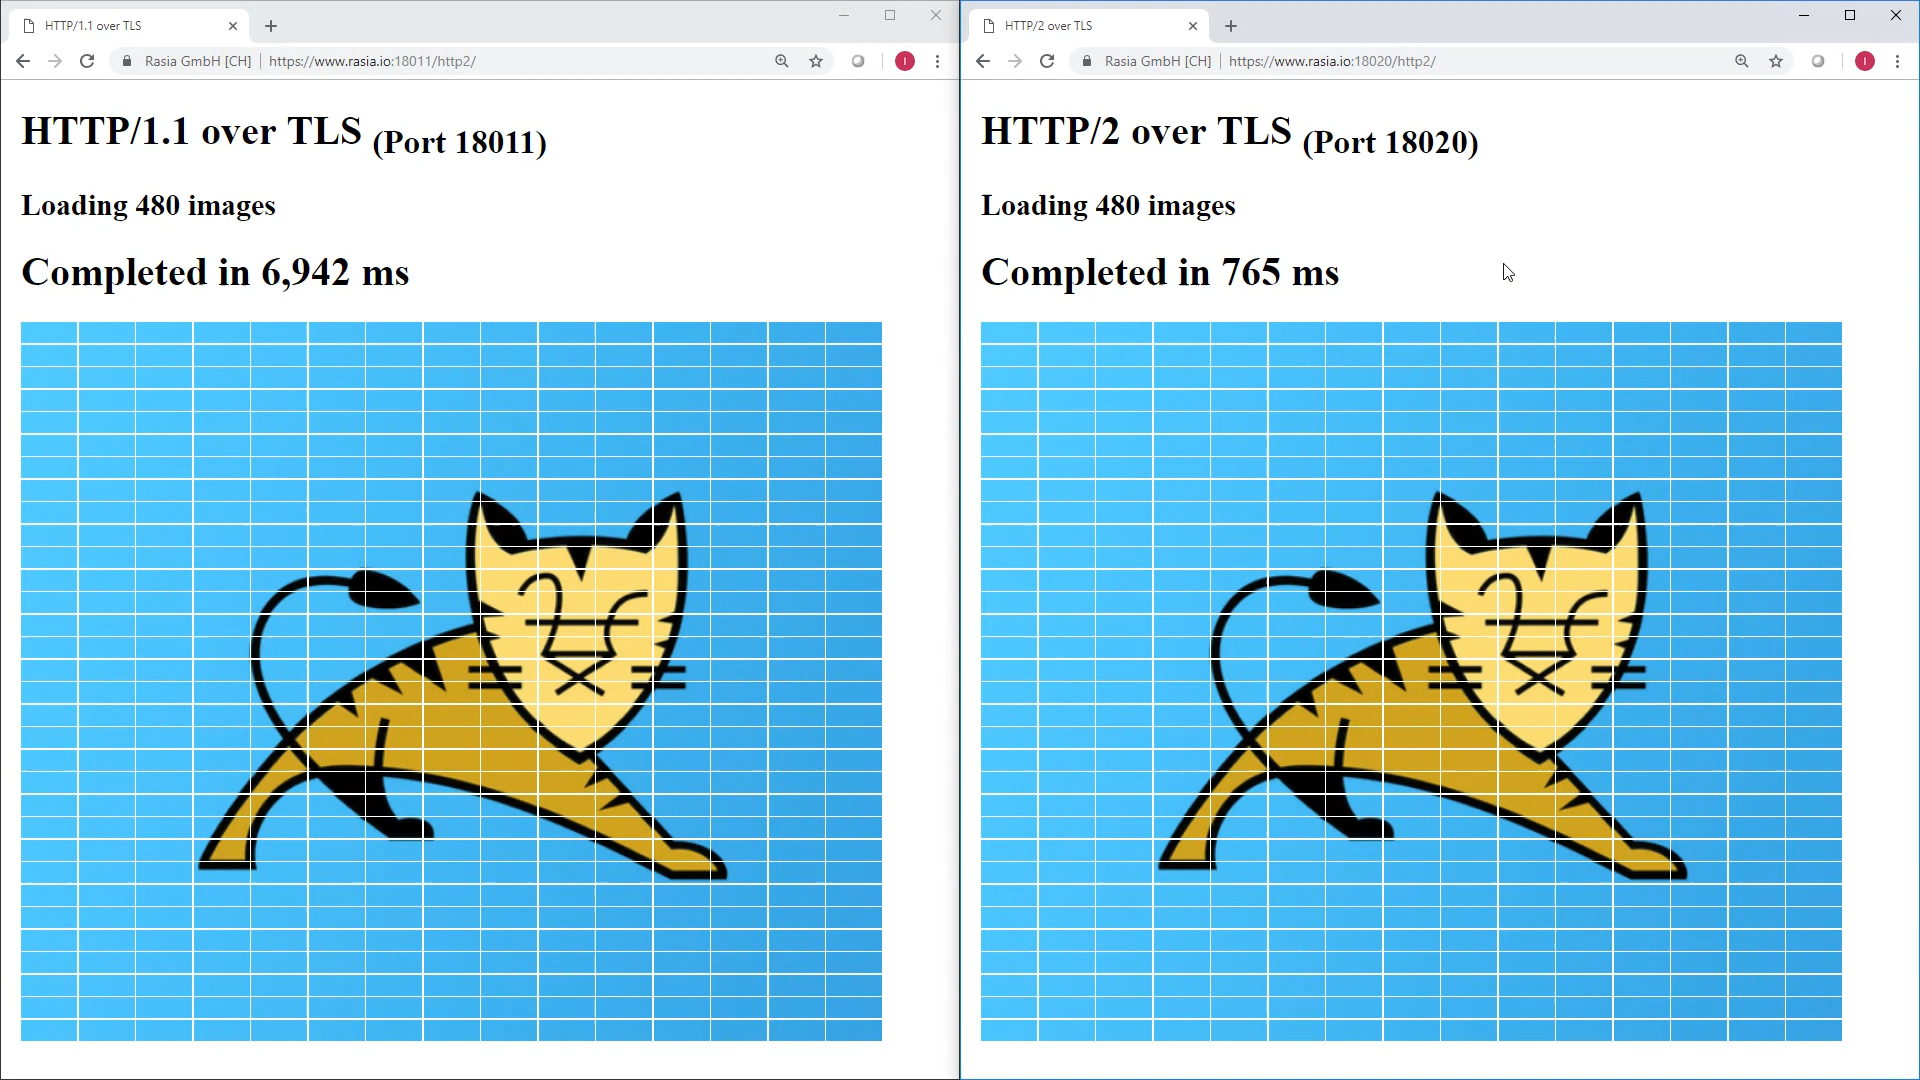 HTTP/1.1 over TLS
Rasia GmbH [CH] | https://www.rasia.io:18011/http2/
I
HTTP/1.1 over TLS (Port 18011)
Loading 480 images
Completed in 6,942 ms
HTTP/2 over TLS
Rasia GmbH [CH] | https://www.rasia.io:18020/http2/
I
HTTP/2 over TLS (Port 18020)
Loading 480 images
Completed in 765 ms